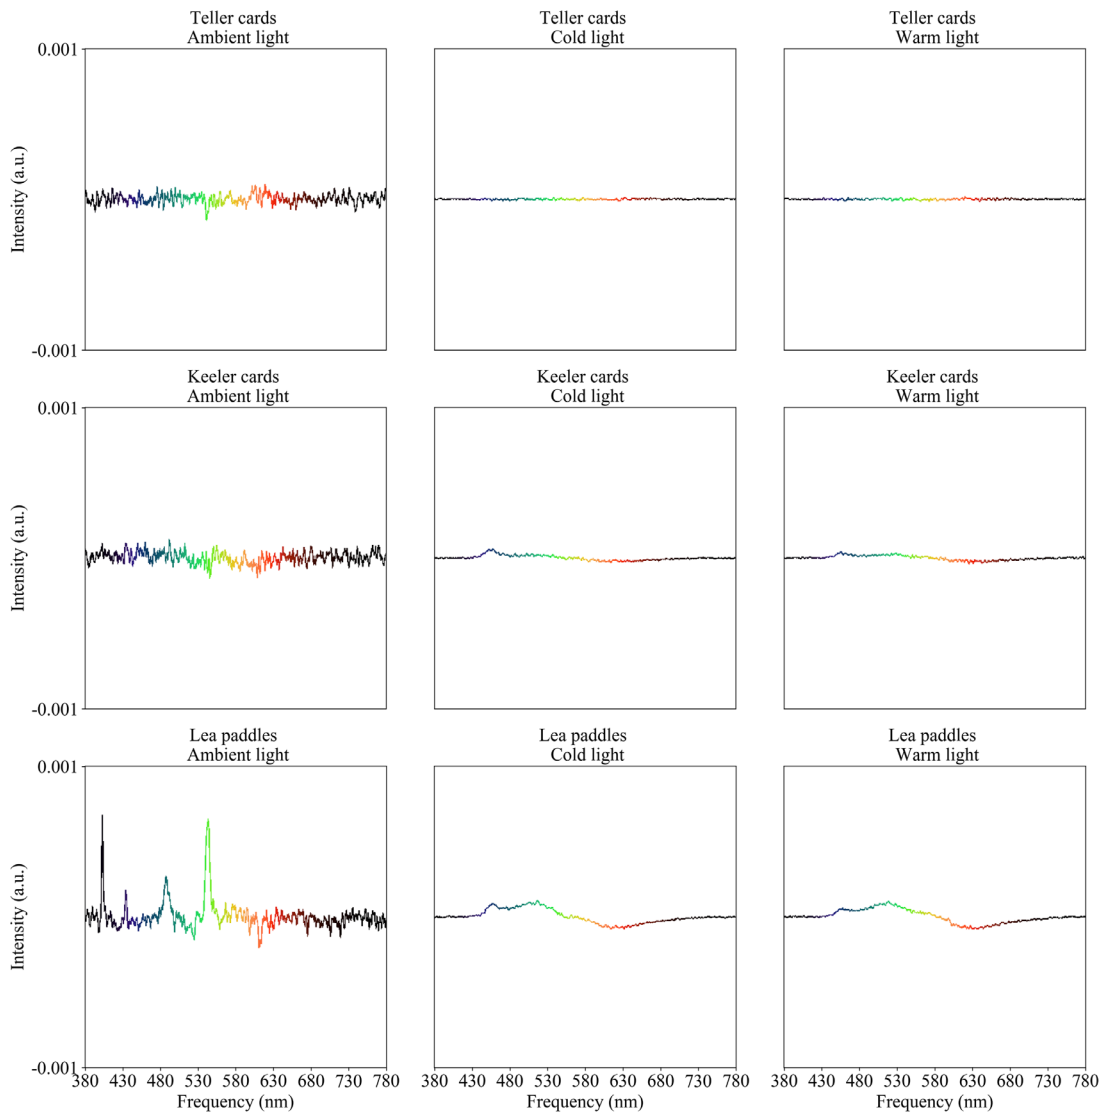 Teller cards
Ambient light
Teller cards
Cold light
Teller cards
Warm light
0.001
Intensity (a.u.)
-0.001
Keeler cards
Ambient light
Keeler cards
Cold light
Keeler cards
Warm light
0.001
Intensity (a.u.)
-0.001
Lea paddles
Ambient light
Lea paddles
Cold light
Lea paddles
Warm light
0.001
Intensity (a.u.)
-0.001
380 430 480 530 580 630 680 730 780
380 430 480 530 580 630 680 730 780
380 430 480 530 580 630 680 730 780
Frequency (nm)
Frequency (nm)
Frequency (nm)